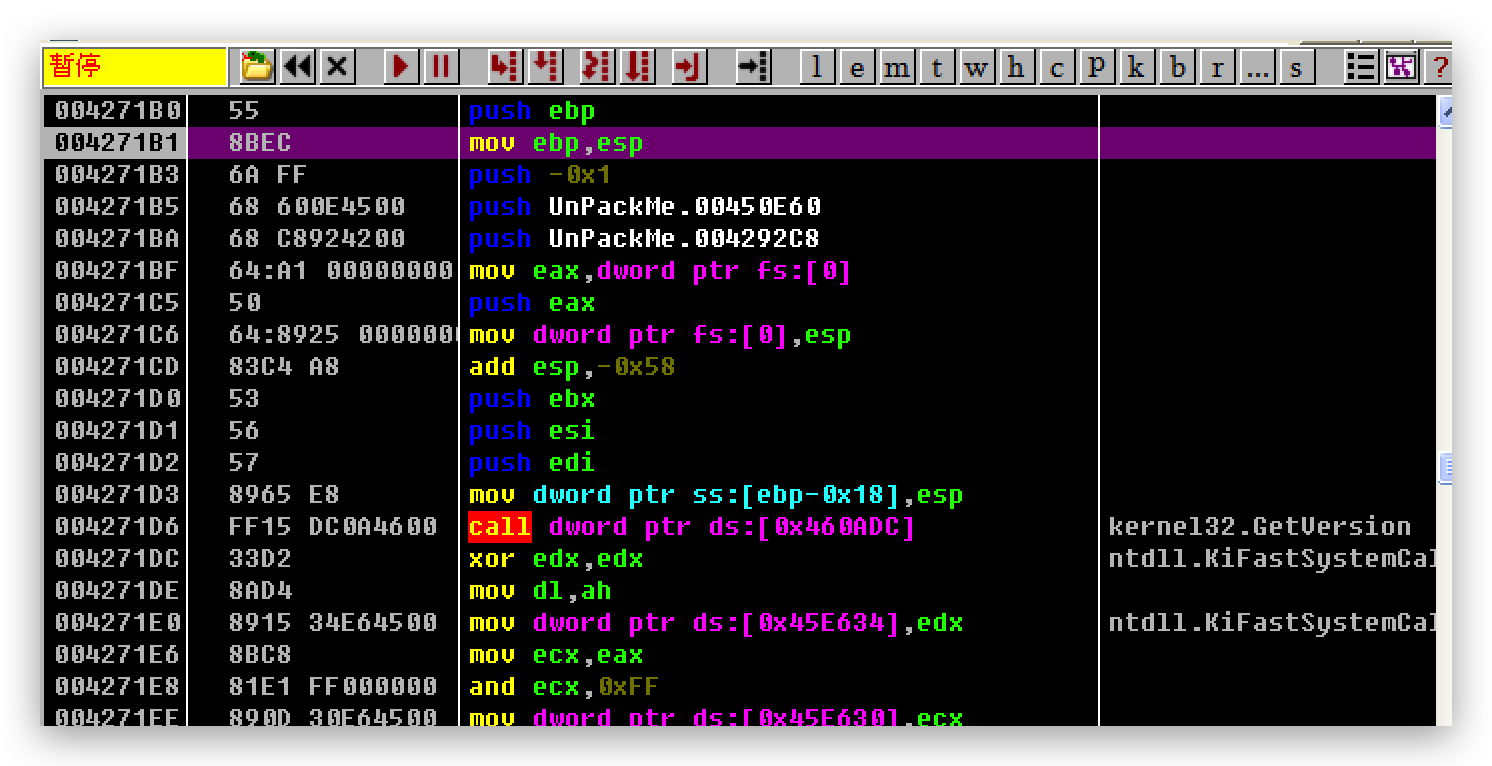 暂停 l e m t w h c P k b r ... s ?
004271B0 55 push ebp
004271B1 8BEC mov ebp,esp
004271B3 6A FF push -0x1
004271B5 68 600E4500 push UnPackMe.00450E60
004271BA 68 C8924200 push UnPackMe.004292C8
004271BF 64:A1 00000000 mov eax,dword ptr fs:[0]
004271C5 50 push eax
004271C6 64:8925 000000 mov dword ptr fs:[0],esp
004271CD 83C4 A8 add esp,-0x58
004271D0 53 push ebx
004271D1 56 push esi
004271D2 57 push edi
004271D3 8965 E8 mov dword ptr ss:[ebp-0x18],esp
004271D6 FF15 DC0A4600 call dword ptr ds:[0x460ADC] kernel32.GetVersion
004271DC 33D2 xor edx,edx ntdll.KiFastSystemCal
004271DE 8AD4 mov dl,ah
004271E0 8915 34E64500 mov dword ptr ds:[0x45E634],edx ntdll.KiFastSystemCal
004271E6 8BC8 mov ecx,eax
004271E8 81E1 FF000000 and ecx,0xFF
004271EE 890D 30E64500 mov dword ptr ds:[0x45E630],ecx